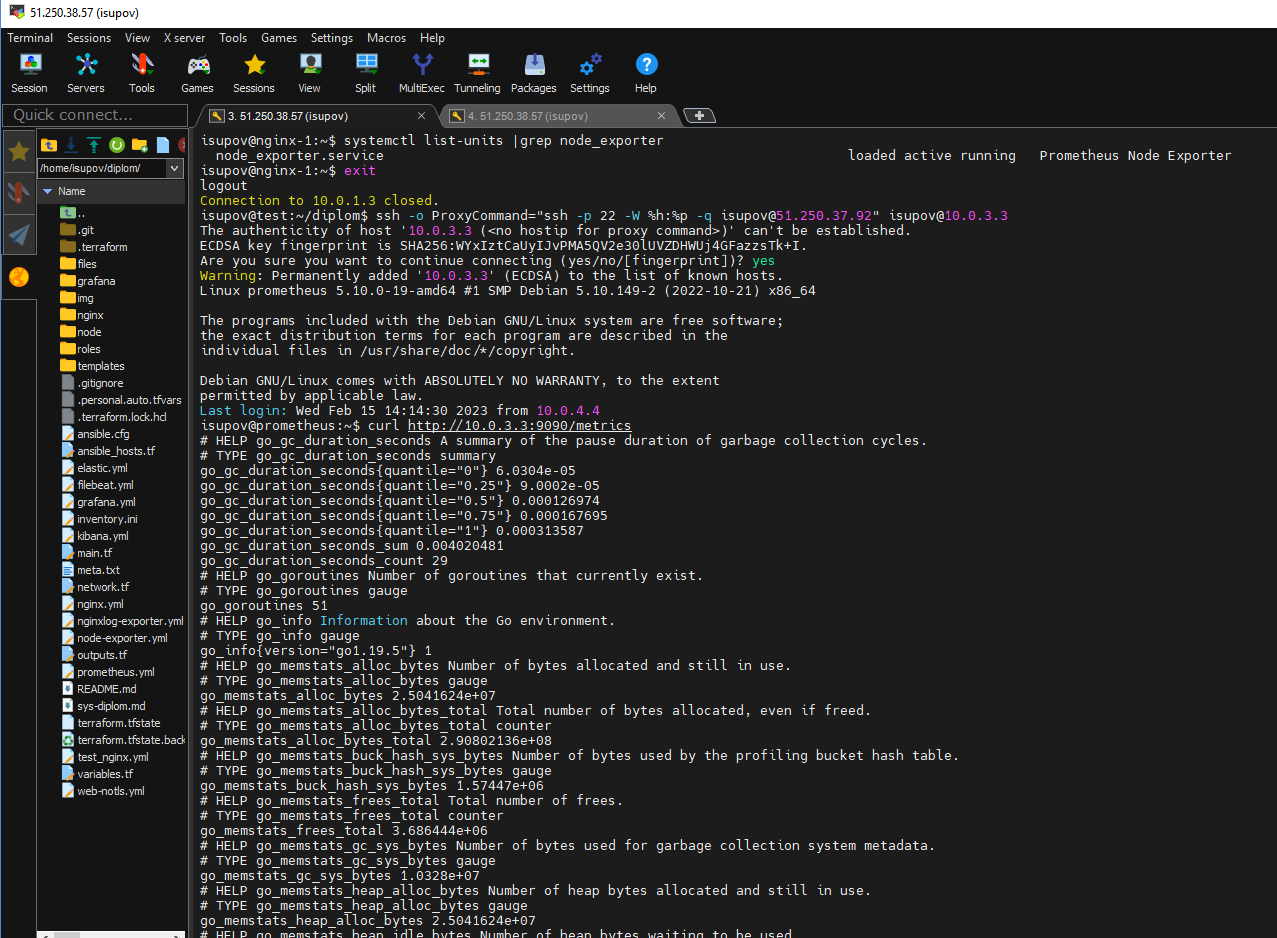 51.250.38.57 (isupov)
Terminal Sessions View X server Tools Games Settings Macros Help
Session Servers Tools Games Sessions View Split MultiExec Tunneling Packages Settings Help
Quick connect...
3. 51.250.38.57 (isupov)
4. 51.250.38.57 (isupov)
/home/isupov/diplom/
Name
..
.git
.terraform
files
grafana
img
nginx
node
roles
templates
.gitignore
.personal.auto.tfvars
.terraform.lock.hcl
ansible.cfg
ansible_hosts.tf
elastic.yml
filebeat.yml
grafana.yml
inventory.ini
kibana.yml
main.tf
meta.txt
network.tf
nginx.yml
nginxlog-exporter.yml
node-exporter.yml
outputs.tf
prometheus.yml
README.md
sys-diplom.md
terraform.tfstate
terraform.tfstate.back
test_nginx.yml
variables.tf
web-notls.yml
isupov@nginx-1:~$ systemctl list-units |grep node_exporter
node_exporter.service loaded active running Prometheus Node Exporter
isupov@nginx-1:~$ exit
logout
Connection to 10.0.1.3 closed.
isupov@test:~/diplom$ ssh -o ProxyCommand="ssh -p 22 -W %h:%p -q isupov@51.250.37.92" isupov@10.0.3.3
The authenticity of host '10.0.3.3 (<no hostip for proxy command>)' can't be established.
ECDSA key fingerprint is SHA256:WYxIztCaUyIJvPMA5QV2e30lUVZDHWUj4GFazzsTk+I.
Are you sure you want to continue connecting (yes/no/[fingerprint])? yes
Warning: Permanently added '10.0.3.3' (ECDSA) to the list of known hosts.
Linux prometheus 5.10.0-19-amd64 #1 SMP Debian 5.10.149-2 (2022-10-21) x86_64
The programs included with the Debian GNU/Linux system are free software;
the exact distribution terms for each program are described in the
individual files in /usr/share/doc/*/copyright.
Debian GNU/Linux comes with ABSOLUTELY NO WARRANTY, to the extent
permitted by applicable law.
Last login: Wed Feb 15 14:14:30 2023 from 10.0.4.4
isupov@prometheus:~$ curl http://10.0.3.3:9090/metrics
# HELP go_gc_duration_seconds A summary of the pause duration of garbage collection cycles.
# TYPE go_gc_duration_seconds summary
go_gc_duration_seconds{quantile="0"} 6.0304e-05
go_gc_duration_seconds{quantile="0.25"} 9.0002e-05
go_gc_duration_seconds{quantile="0.5"} 0.000126974
go_gc_duration_seconds{quantile="0.75"} 0.000167695
go_gc_duration_seconds{quantile="1"} 0.000313587
go_gc_duration_seconds_sum 0.004020481
go_gc_duration_seconds_count 29
# HELP go_goroutines Number of goroutines that currently exist.
# TYPE go_goroutines gauge
go_goroutines 51
# HELP go_info Information about the Go environment.
# TYPE go_info gauge
go_info{version="go1.19.5"} 1
# HELP go_memstats_alloc_bytes Number of bytes allocated and still in use.
# TYPE go_memstats_alloc_bytes gauge
go_memstats_alloc_bytes 2.5041624e+07
# HELP go_memstats_alloc_bytes_total Total number of bytes allocated, even if freed.
# TYPE go_memstats_alloc_bytes_total counter
go_memstats_alloc_bytes_total 2.90802136e+08
# HELP go_memstats_buck_hash_sys_bytes Number of bytes used by the profiling bucket hash table.
# TYPE go_memstats_buck_hash_sys_bytes gauge
go_memstats_buck_hash_sys_bytes 1.57447e+06
# HELP go_memstats_frees_total Total number of frees.
# TYPE go_memstats_frees_total counter
go_memstats_frees_total 3.686444e+06
# HELP go_memstats_gc_sys_bytes Number of bytes used for garbage collection system metadata.
# TYPE go_memstats_gc_sys_bytes gauge
go_memstats_gc_sys_bytes 1.0328e+07
# HELP go_memstats_heap_alloc_bytes Number of heap bytes allocated and still in use.
# TYPE go_memstats_heap_alloc_bytes gauge
go_memstats_heap_alloc_bytes 2.5041624e+07
# HELP go_memstats_heap_idle_bytes Number of heap bytes waiting to be used.